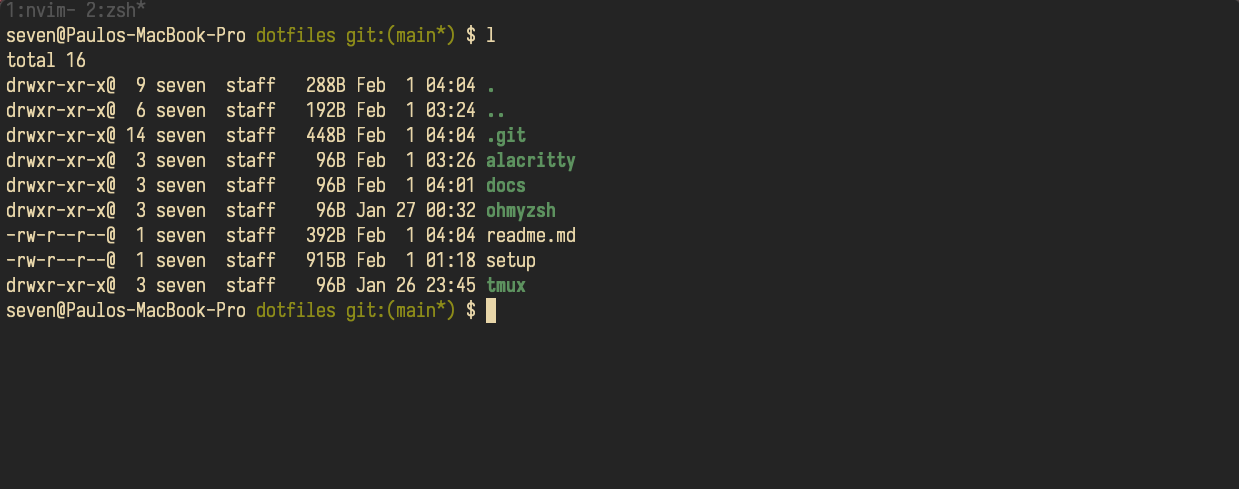 1:nvim- 2:zsh*
seven@Paulos-MacBook-Pro dotfiles git:(main*) $ l
total 16
drwxr-xr-x@  9 seven  staff   288B Feb  1 04:04 .
drwxr-xr-x@  6 seven  staff   192B Feb  1 03:24 ..
drwxr-xr-x@ 14 seven  staff   448B Feb  1 04:04 .git
drwxr-xr-x@  3 seven  staff    96B Feb  1 03:26 alacritty
drwxr-xr-x@  3 seven  staff    96B Feb  1 04:01 docs
drwxr-xr-x@  3 seven  staff    96B Jan 27 00:32 ohmyzsh
-rw-r--r--@  1 seven  staff   392B Feb  1 04:04 readme.md
-rw-r--r--@  1 seven  staff   915B Feb  1 01:18 setup
drwxr-xr-x@  3 seven  staff    96B Jan 26 23:45 tmux
seven@Paulos-MacBook-Pro dotfiles git:(main*) $